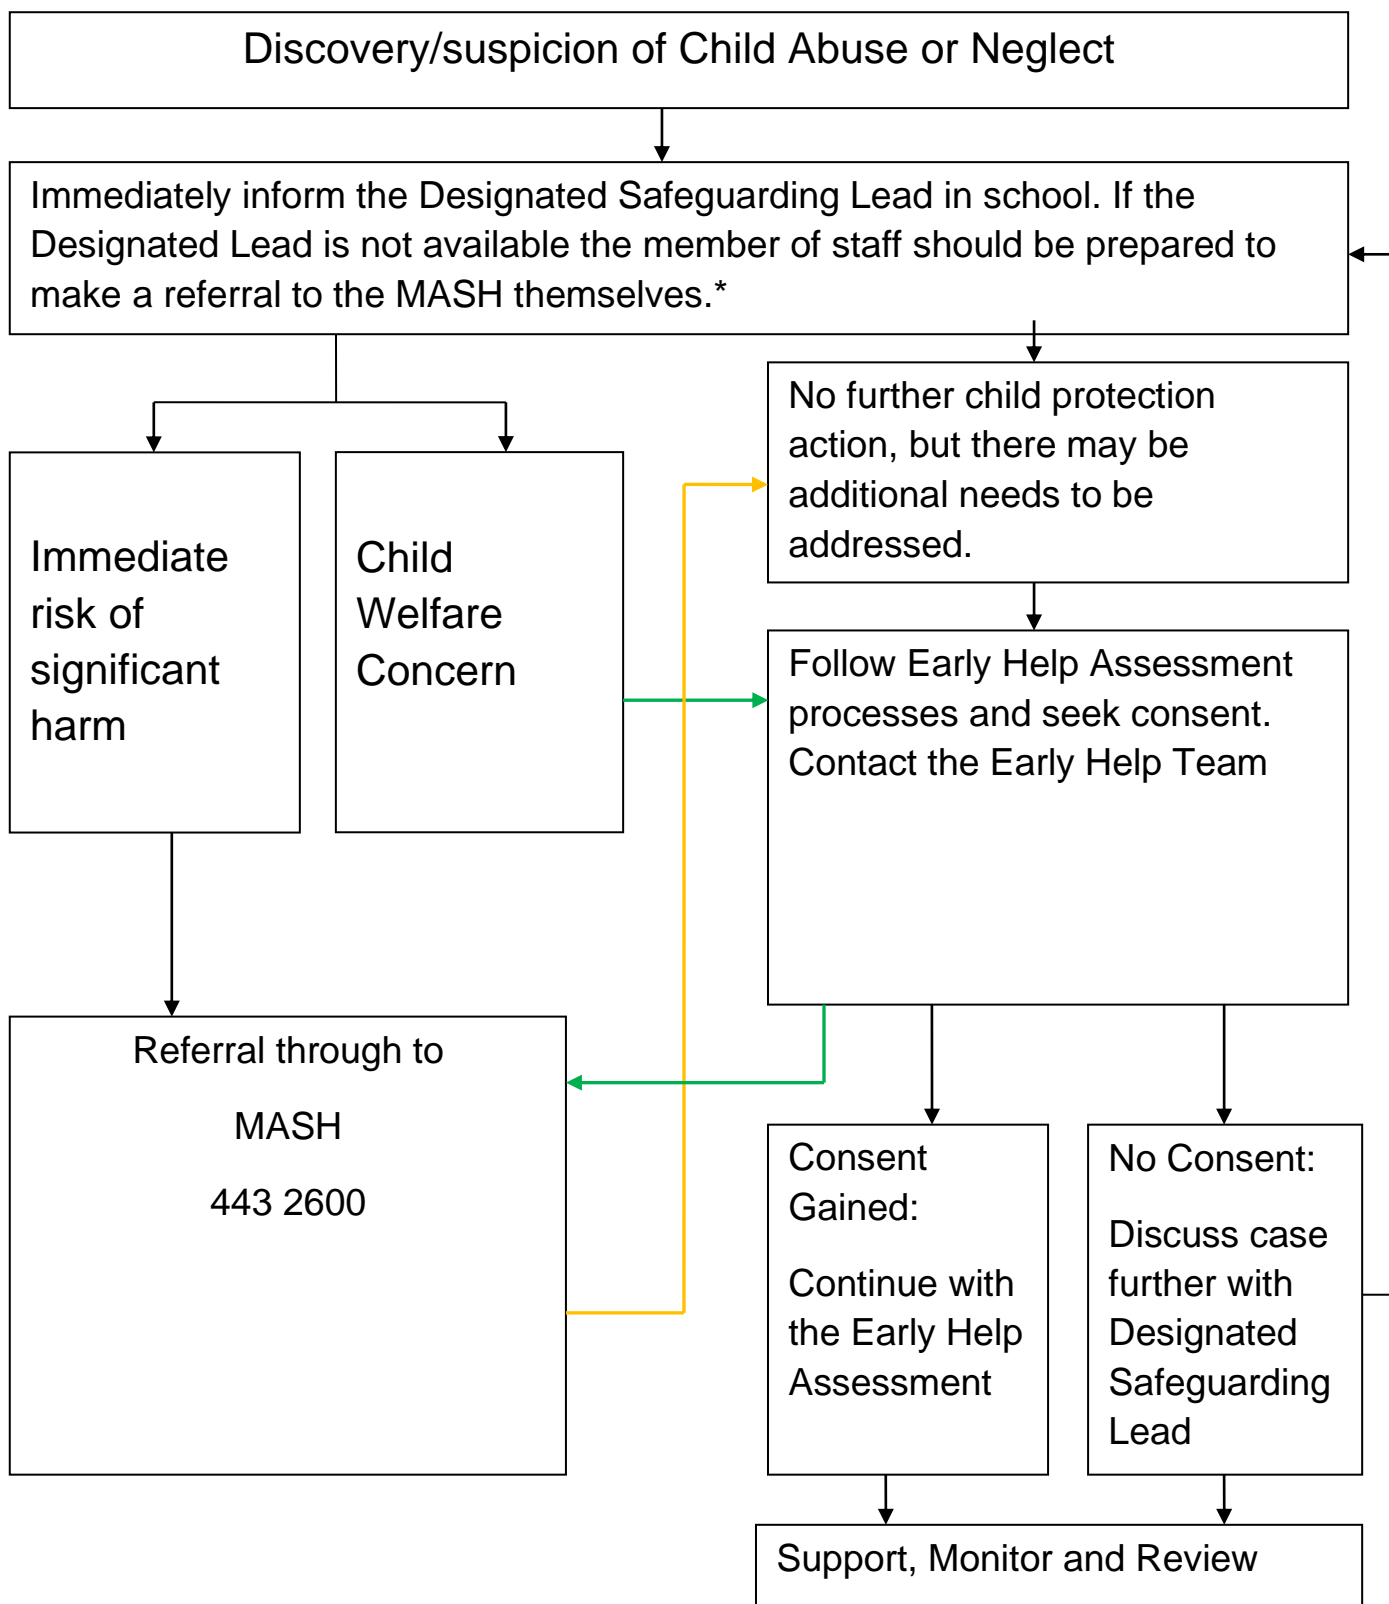 Discovery/suspicion of Child Abuse or Neglect
Immediately inform the Designated Safeguarding Lead in school. If the
Designated Lead is not available the member of staff should be prepared to
make a referral to the MASH themselves.*
No further child protection
action, but there may be
additional needs to be
addressed.
Immediate
risk of
significant
harm
Child
Welfare
Concern
Follow Early Help Assessment
processes and seek consent.
Contact the Early Help Team
Referral through to
MASH
443 2600
Consent
Gained:
Continue with
the Early Help
Assessment
No Consent:
Discuss case
further with
Designated
Safeguarding
Lead
Support, Monitor and Review